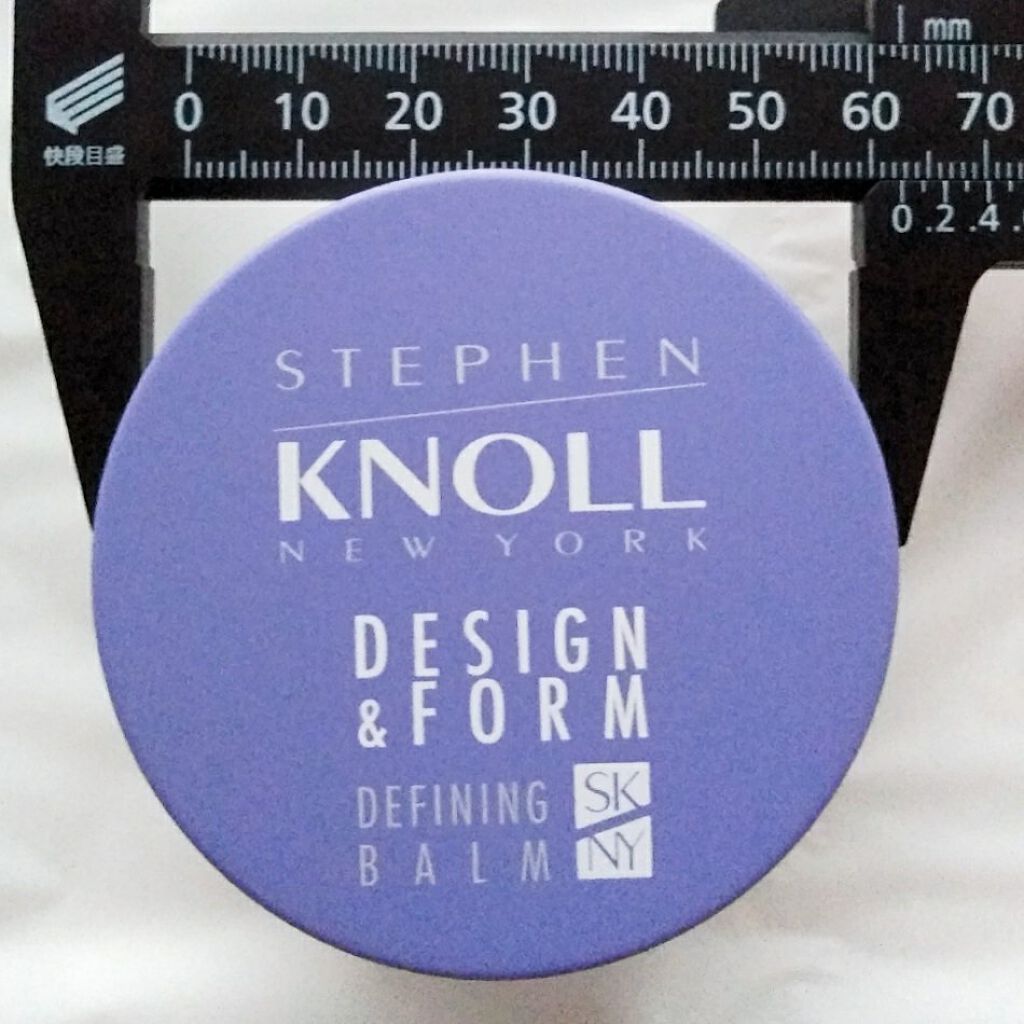 mm
0 10 20 30 40 50 60 70
快段目盛
0 .2 .4
STEPHEN
KNOLL
NEW YORK
DESIGN
& FORM
DEFINING
BALM
SK
NY